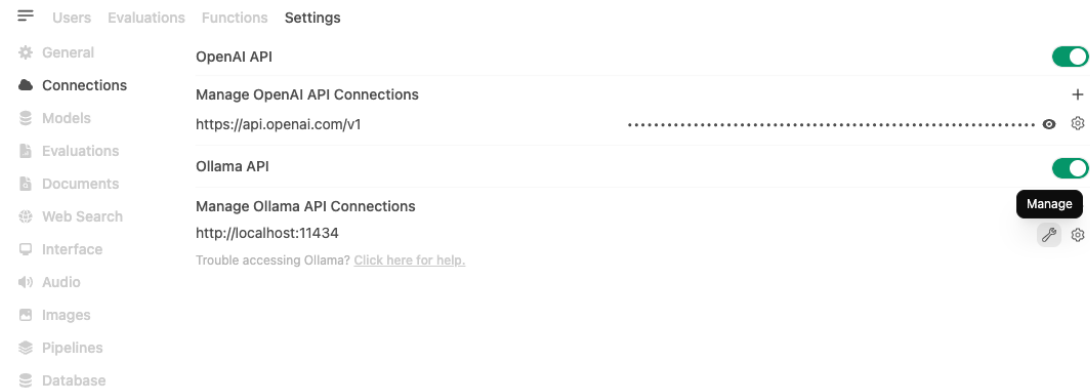 Users Evaluations Functions Settings
General
Connections
Models
Evaluations
Documents
Web Search
Interface
Audio
Images
Pipelines
Database
OpenAI API
Manage OpenAI API Connections
https://api.openai.com/v1
Ollama API
Manage Ollama API Connections
Manage
http://localhost:11434
Trouble accessing Ollama? Click here for help.